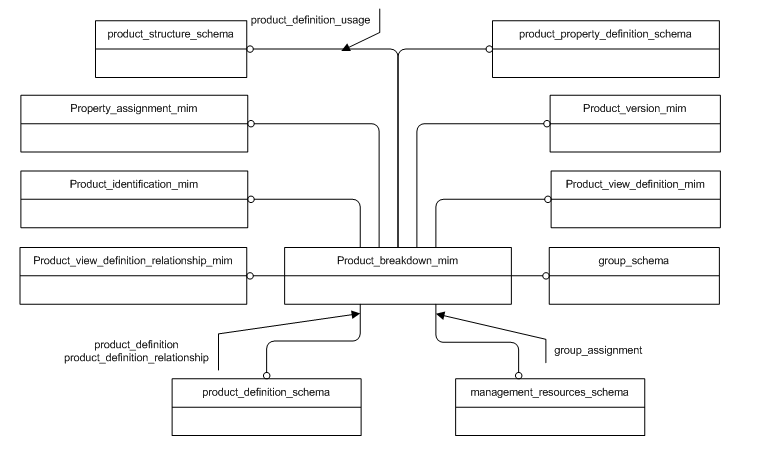 product_definition_usage
product_structure_schema
product_property_definition_schema
Property_assignment_mim
Product_version_mim
Product_identification_mim
Product_view_definition_mim
Product_view_definition_relationship_mim
Product_breakdown_mim
group_schema
product_definition
product_definition_relationship
group_assignment
product_definition_schema
management_resources_schema